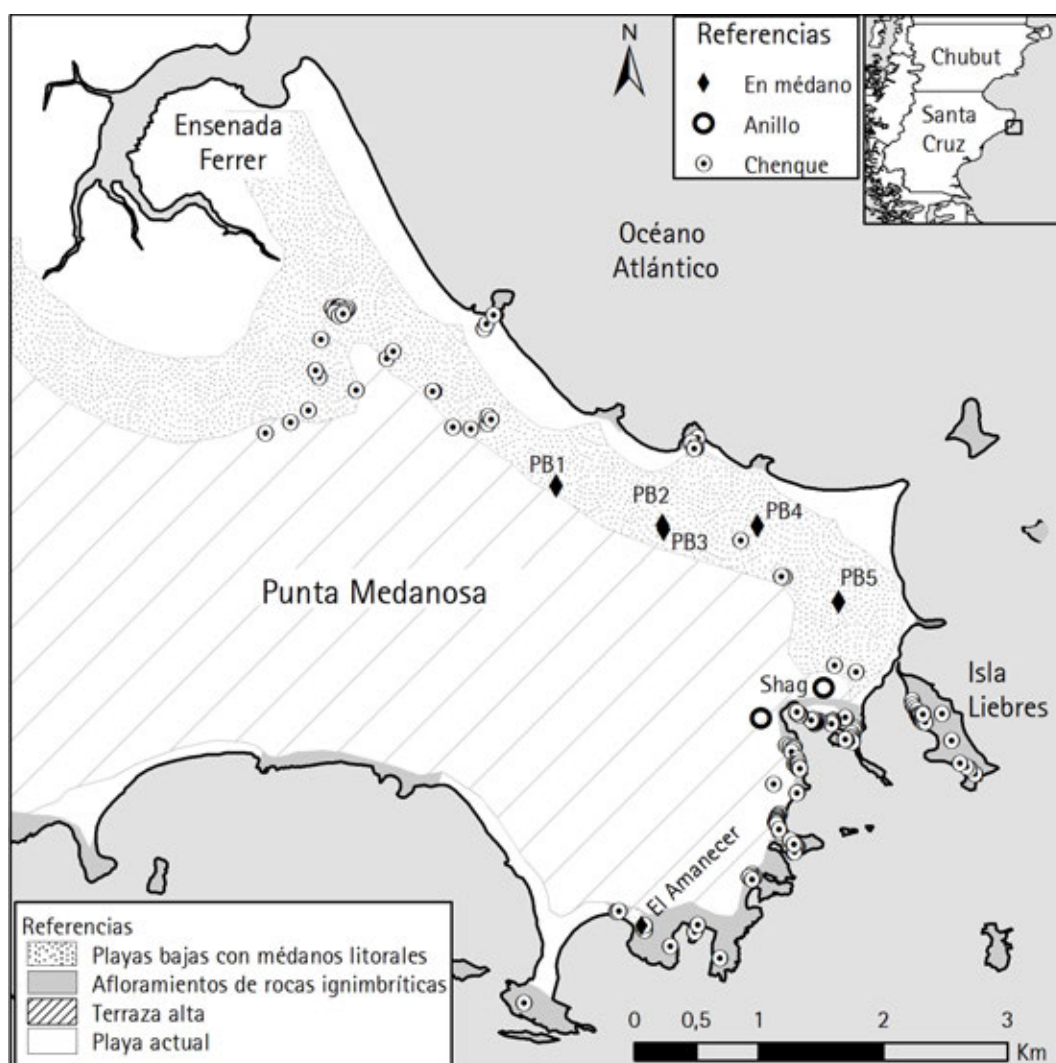 N
Referencias
En médano
Anillo
Chenque
Chubut
Santa
Cruz
Ensenada
Ferrer
Océano
Atlántico
PB1
PB2
PB3
PB4
PB5
Punta Medanosa
Shag
Isla
Liebres
El Amanecer
Referencias
Playas bajas con médanos litorales
Afloramientos de rocas ignimbríticas
Terraza alta
Playa actual
0 0,5 1 2 3
Km